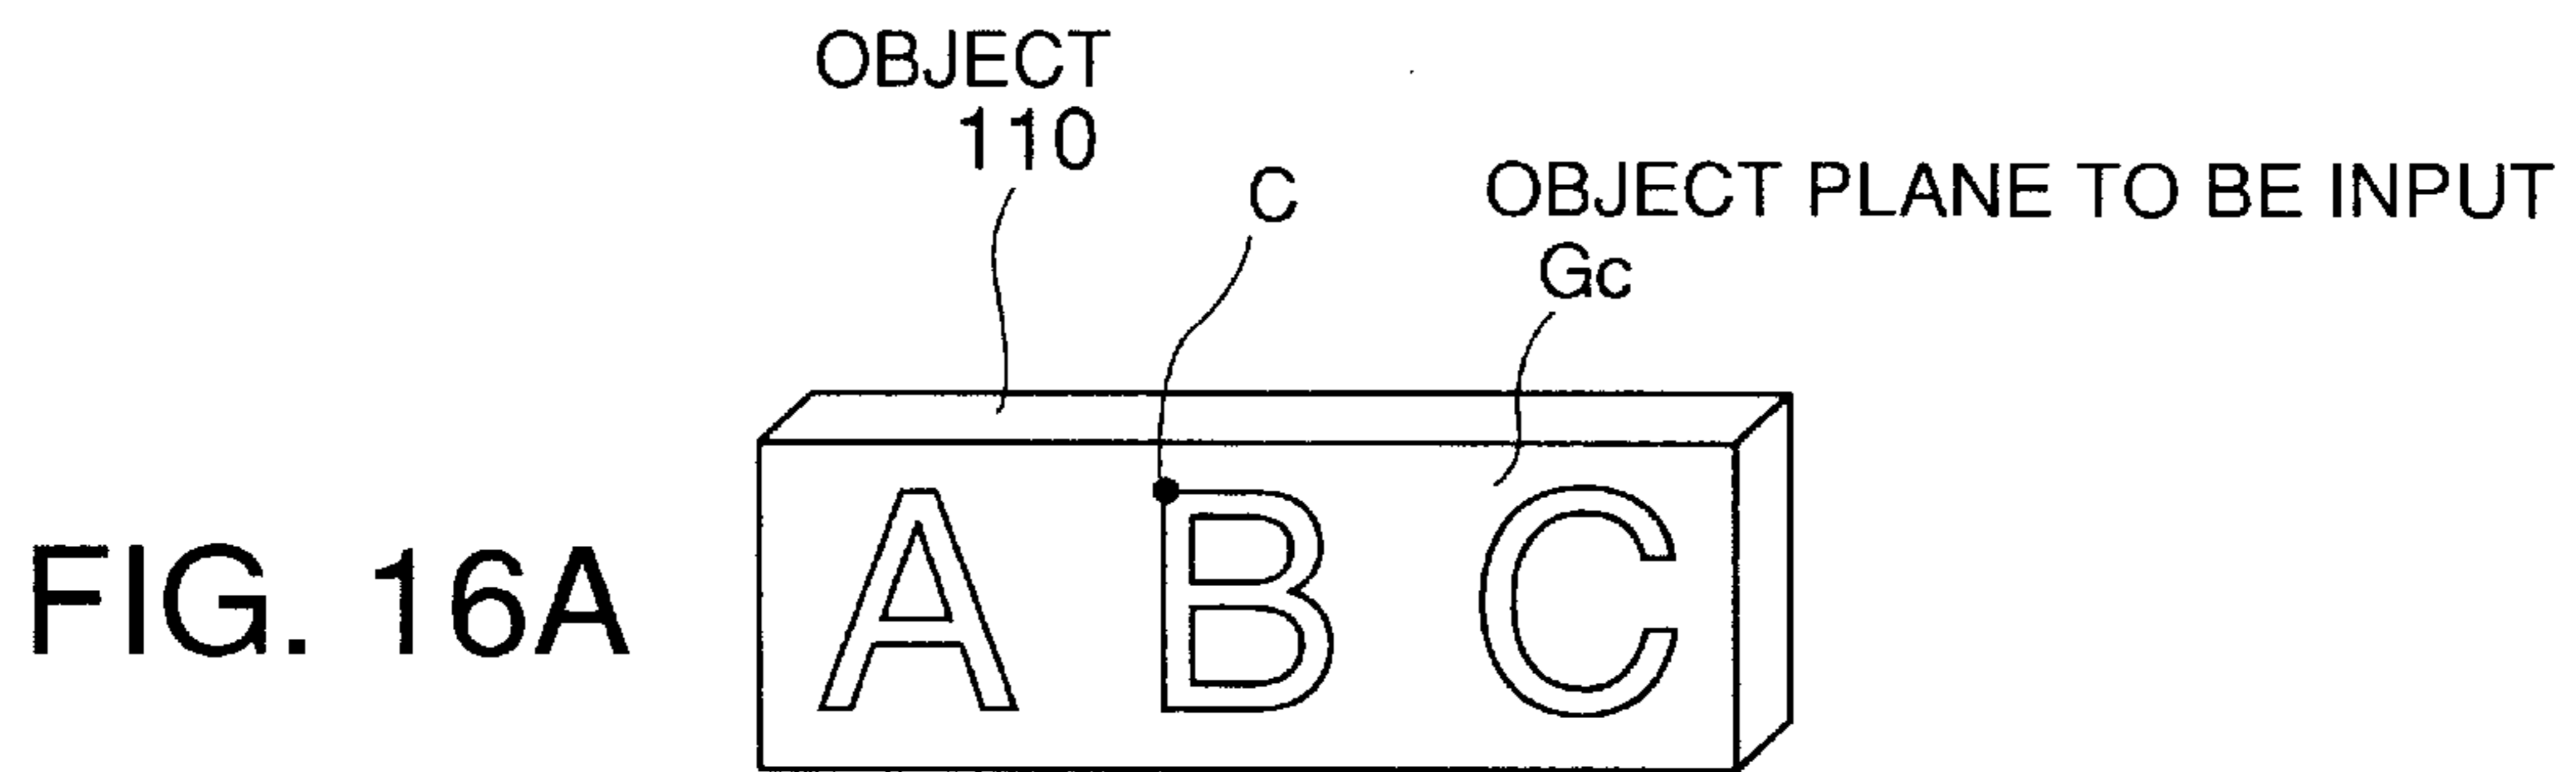 OBJECT
110
C
OBJECT PLANE TO BE INPUT
Gc
A B C
FIG. 16A